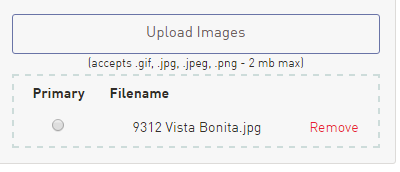 Upload Images
(accepts .gif, .jpg, .jpeg, .png - 2 mb max)
Primary Filename
9312 Vista Bonita.jpg Remove